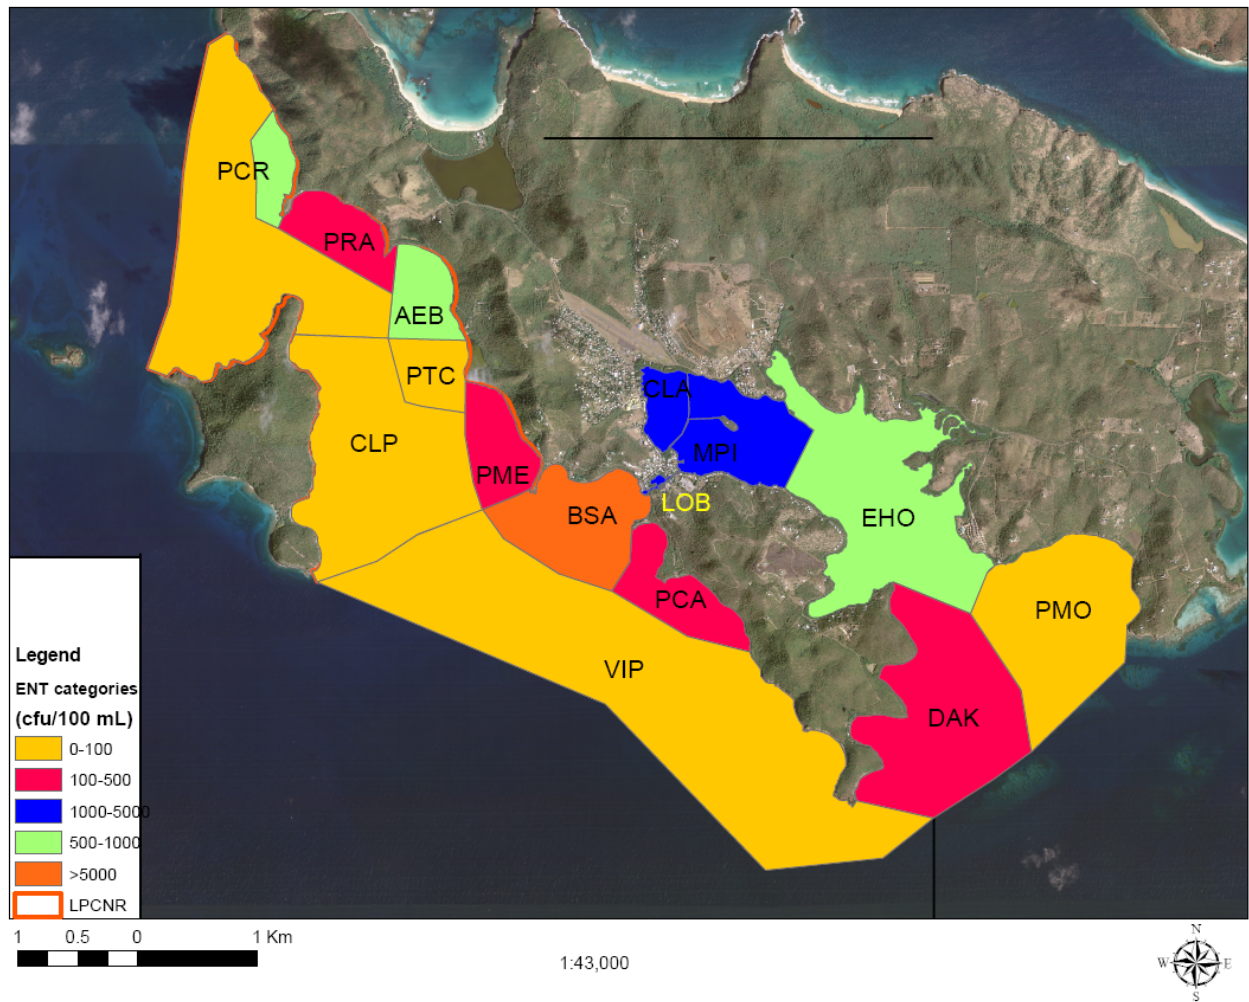 PCR
PRA
AEB
PTC
CLA
CLP
MPI
PME
LOB
BSA
EHO
PCA
PMO
VIP
DAK
Legend
ENT categories
(cfu/100 mL)
0-100
100-500
1000-5000
500-1000
>5000
LPCNR
1 0.5 0 1 Km
1:43,000
N
W E
S